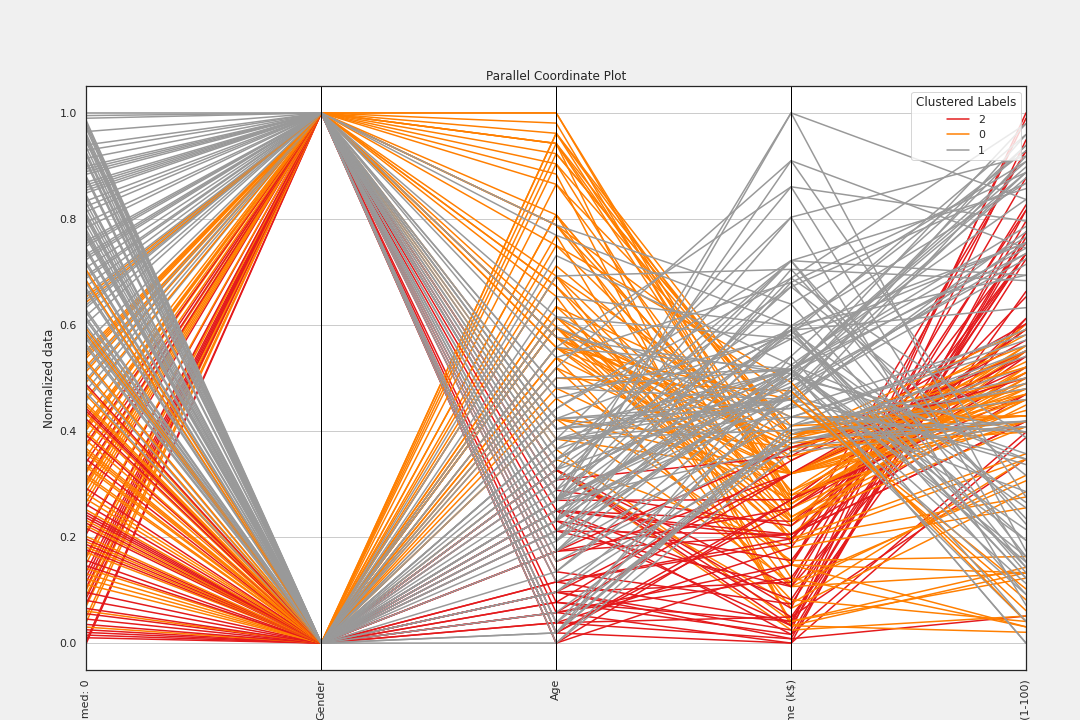 Parallel Coordinate Plot
Clustered Labels
2
0
1
1.0
0.8
0.6
0.4
0.2
0.0
Normalized data
med: 0
Gender
Age
me (k$)
(1-100)